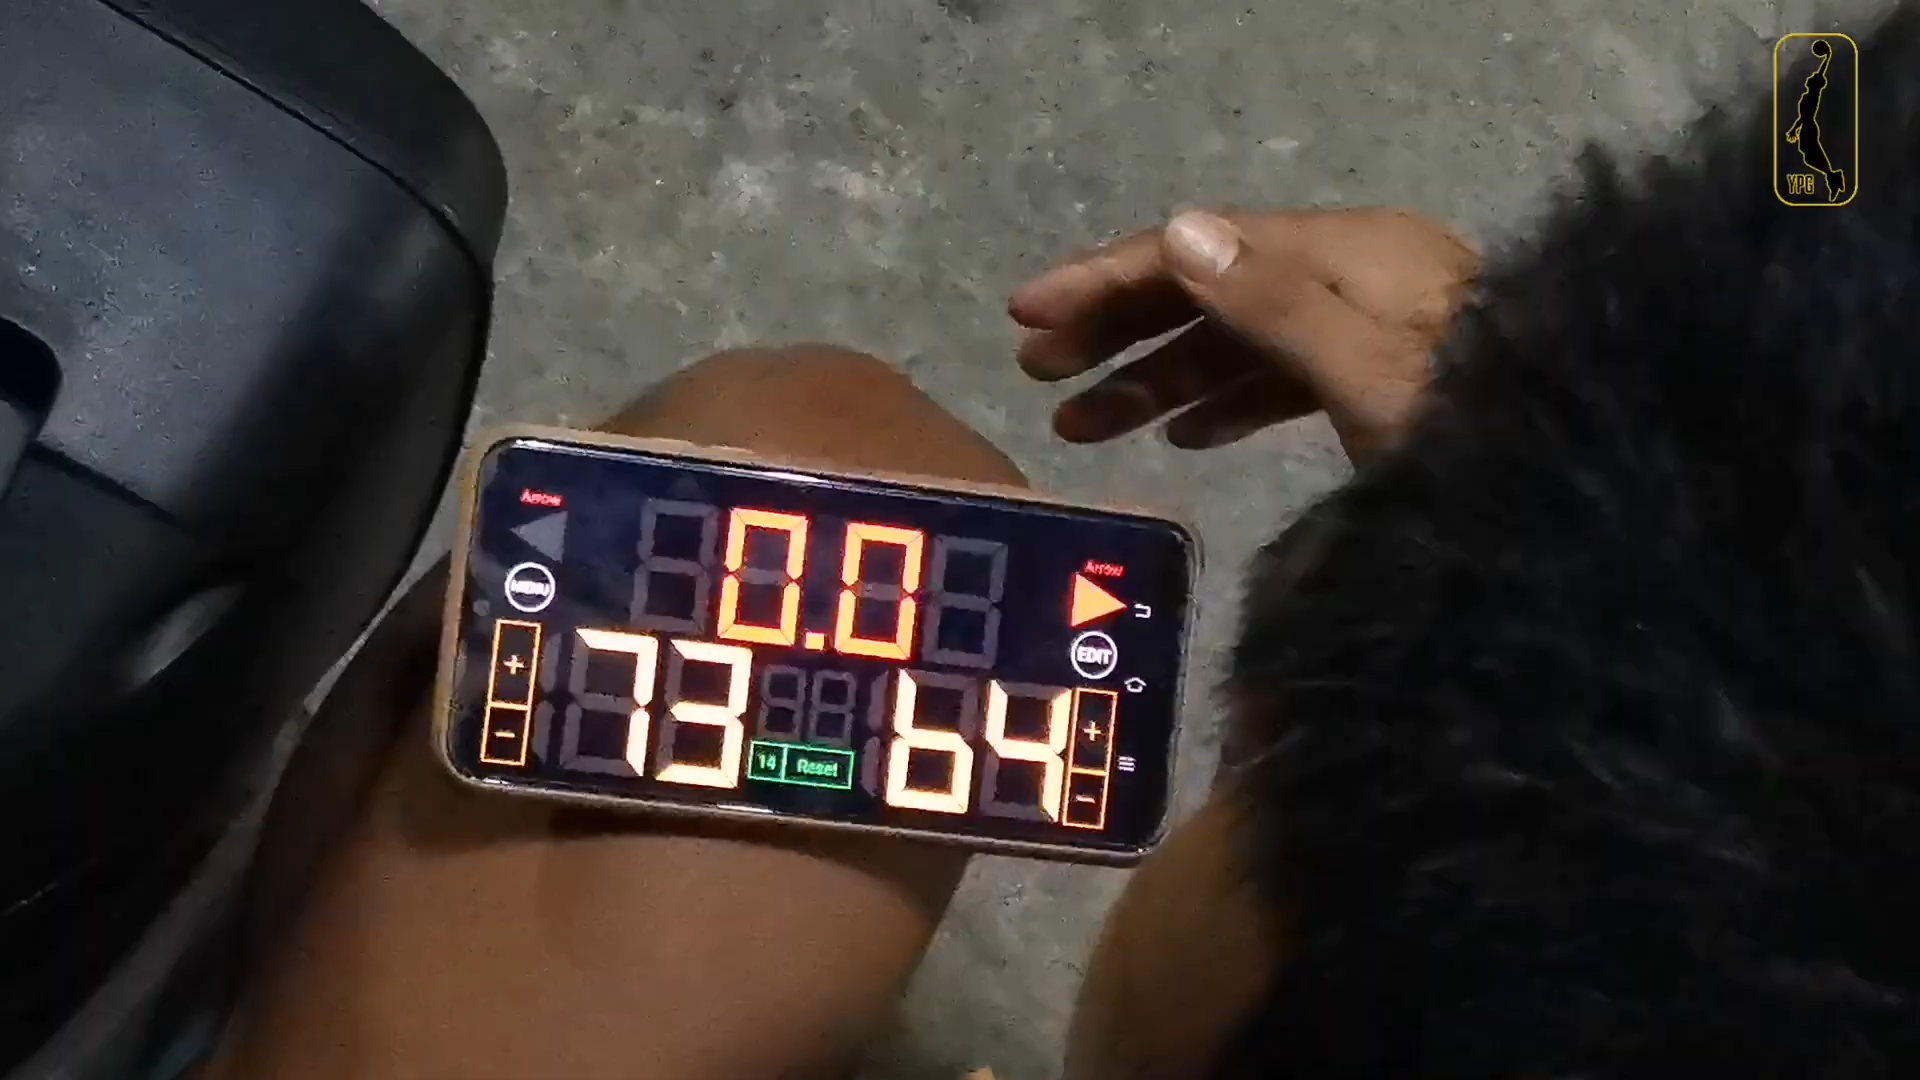 YPG
Arrow
0.0
Arrow
MENU
EDIT
+
73
64
+
-
14 Reset
-